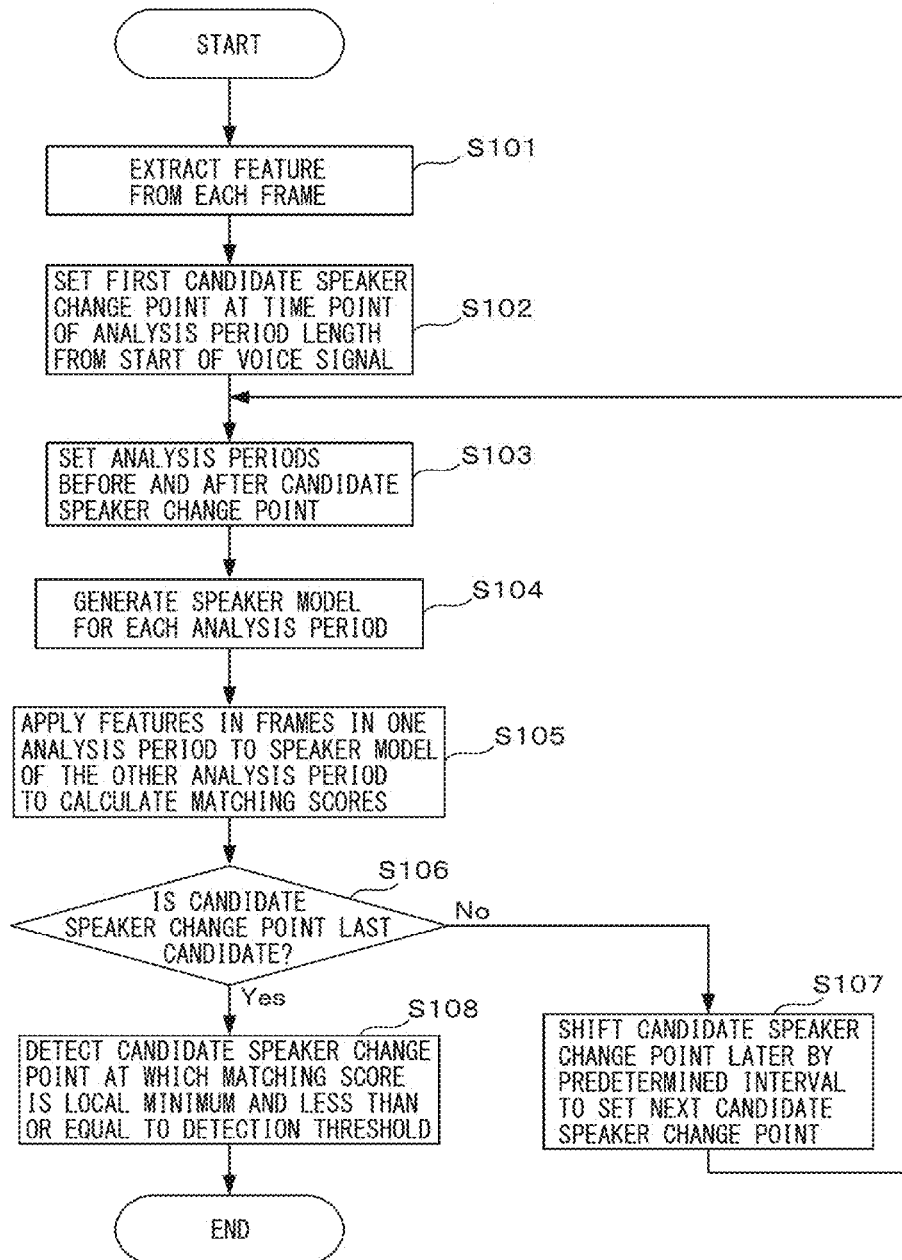 START
S101
EXTRACT FEATURE
FROM EACH FRAME
SET FIRST CANDIDATE SPEAKER
CHANGE POINT AT TIME POINT
OF ANALYSIS PERIOD LENGTH
FROM START OF VOICE SIGNAL
S102
SET ANALYSIS PERIODS
BEFORE AND AFTER CANDIDATE
SPEAKER CHANGE POINT
S103
GENERATE SPEAKER MODEL
FOR EACH ANALYSIS PERIOD
S104
APPLY FEATURES IN FRAMES IN ONE
ANALYSIS PERIOD TO SPEAKER MODEL
OF THE OTHER ANALYSIS PERIOD
TO CALCULATE MATCHING SCORES
S105
S106
IS CANDIDATE
SPEAKER CHANGE POINT LAST
CANDIDATE?
No
Yes
S107
SHIFT CANDIDATE SPEAKER
CHANGE POINT LATER BY
PREDETERMINED INTERVAL
TO SET NEXT CANDIDATE
SPEAKER CHANGE POINT
S108
DETECT CANDIDATE SPEAKER CHANGE
POINT AT WHICH MATCHING SCORE
IS LOCAL MINIMUM AND LESS THAN
OR EQUAL TO DETECTION THRESHOLD
END